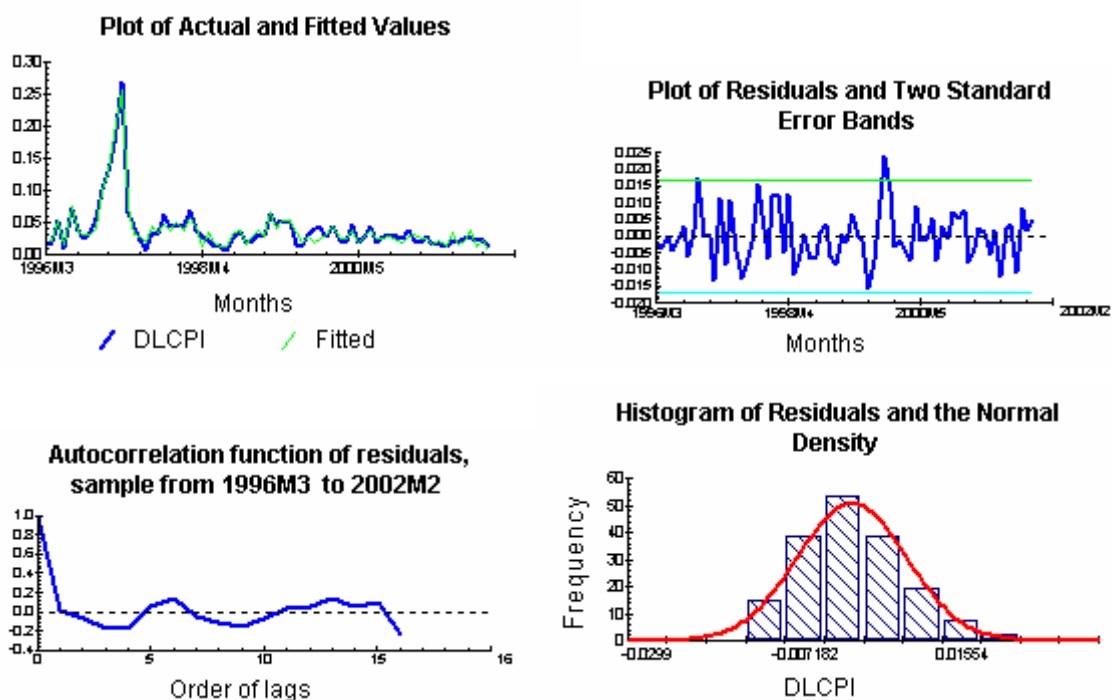 Plot of Actual and Fitted Values
0.30
0.25
0.20
0.15
0.10
0.05
0.00
1996M3
1998M4
2000M5
Months
DLCPI
Fitted
Plot of Residuals and Two Standard
Error Bands
0.025
0.020
0.015
0.010
0.005
0.000
-0.005
-0.010
-0.015
-0.020
1996M3
1998M4
2000M5
2002M2
Months
Autocorrelation function of residuals,
sample from 1996M3 to 2002M2
1.0
0.8
0.6
0.4
0.2
0.0
-0.2
-0.4
0
5
10
15
16
Order of lags
Histogram of Residuals and the Normal
Density
Frequency
60
50
40
30
20
10
0
-0.0299
-0.007182
0.01554
DLCPI